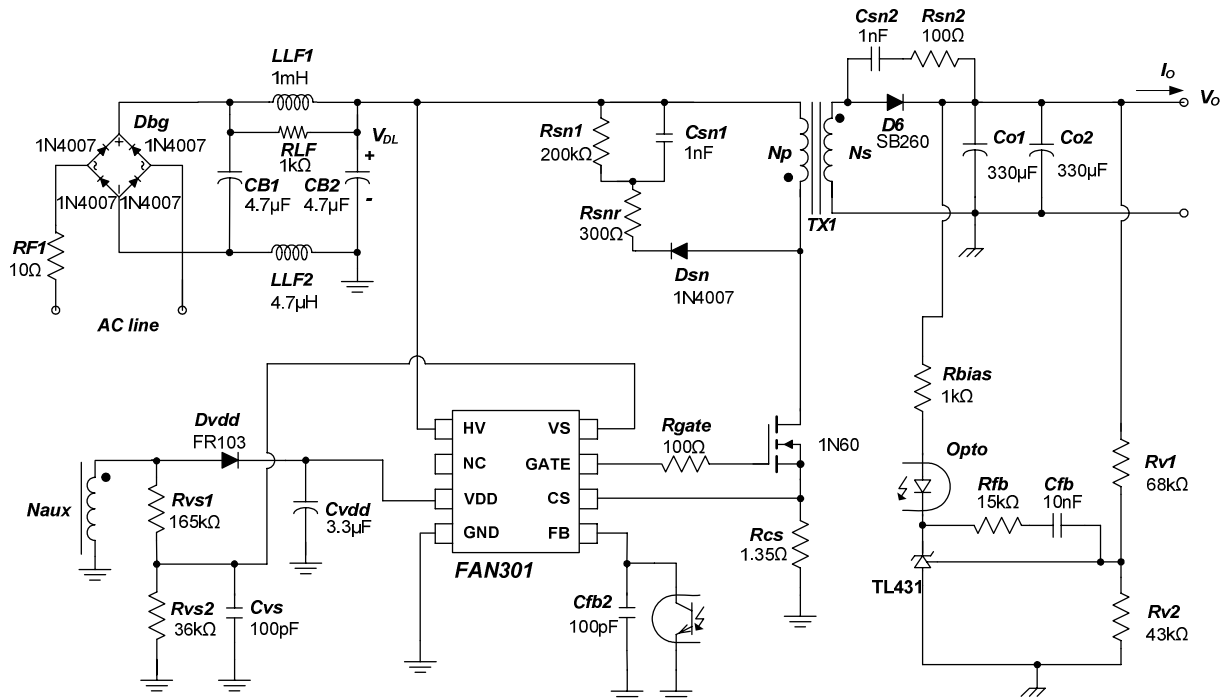 Csn2
1nF
Rsn2
100Ω
LLF1
1mH
IO
VO
Dbg
1N4007
1N4007
1N4007
1N4007
RLF
1kΩ
VDL
+
-
CB1
4.7µF
CB2
4.7µF
Rsn1
200kΩ
Csn1
1nF
Np
Ns
D6
SB260
Co1
330µF
Co2
330µF
TX1
Rsnr
300Ω
RF1
10Ω
LLF2
4.7µH
Dsn
1N4007
AC line
Rbias
1kΩ
Dvdd
FR103
HV
NC
VDD
GND
VS
GATE
CS
FB
FAN301
Rgate
100Ω
1N60
Opto
Rfb
15kΩ
Cfb
10nF
Rv1
68kΩ
Naux
Rvs1
165kΩ
Cvdd
3.3µF
Rcs
1.35Ω
TL431
Rvs2
36kΩ
Cvs
100pF
Cfb2
100pF
Rv2
43kΩ